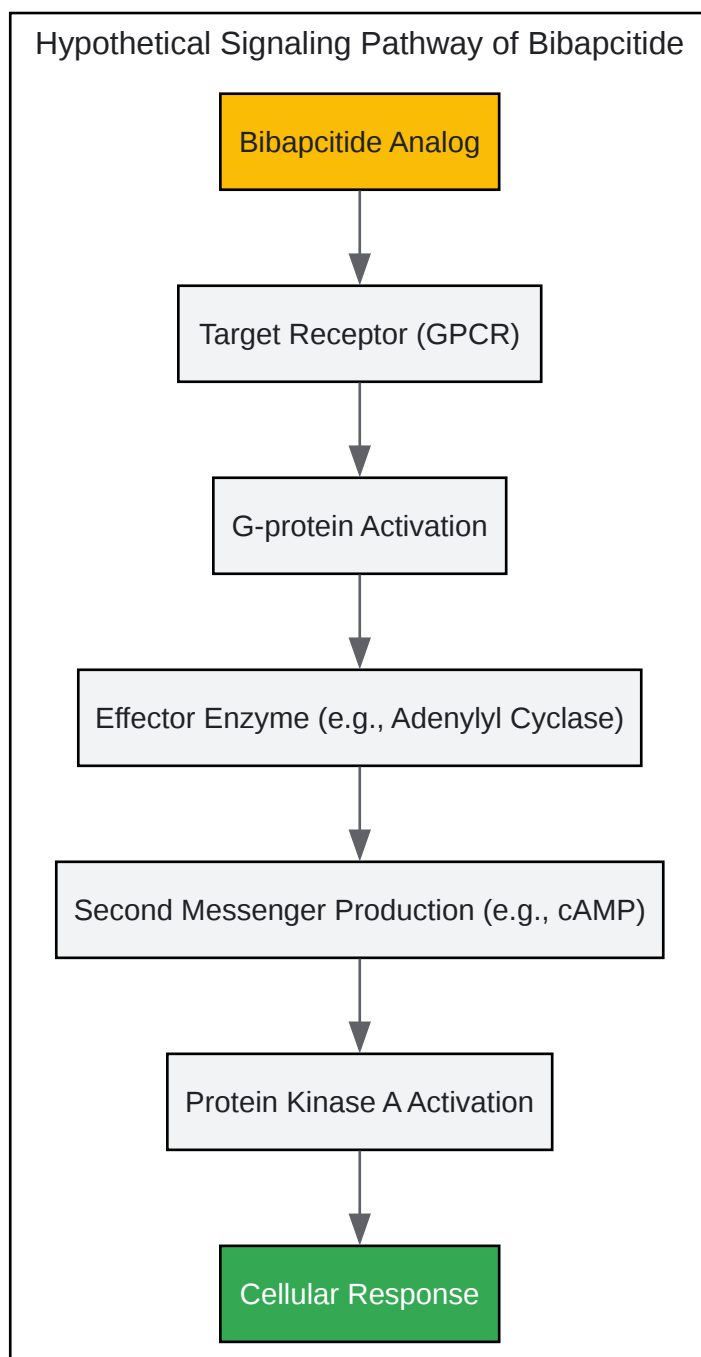 Hypothetical Signaling Pathway of Bibapcitide
Bibapcitide Analog
Target Receptor (GPCR)
G-protein Activation
Effector Enzyme (e.g., Adenylyl Cyclase)
Second Messenger Production (e.g., cAMP)
Protein Kinase A Activation
Cellular Response